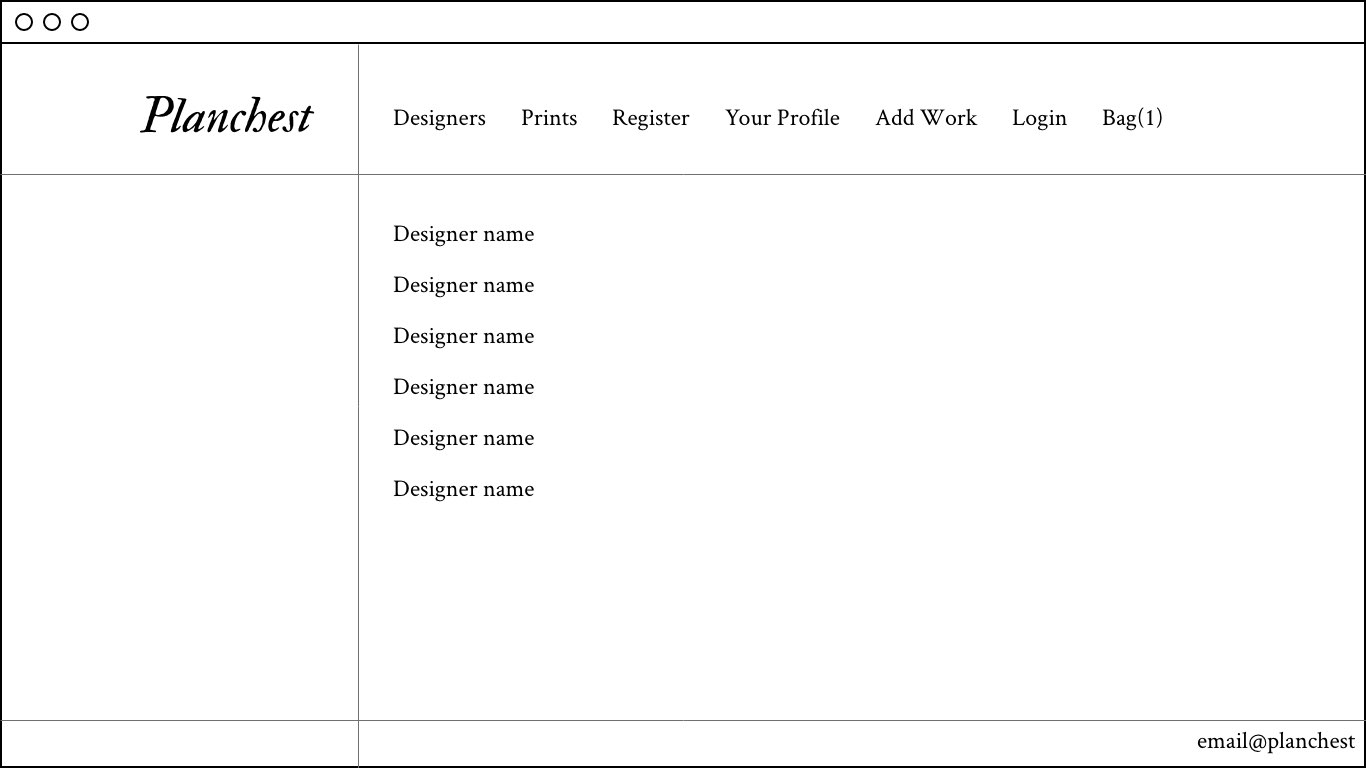 Planchest
Designers Prints Register Your Profile Add Work Login Bag(1)
Designer name
Designer name
Designer name
Designer name
Designer name
Designer name
email@planchest